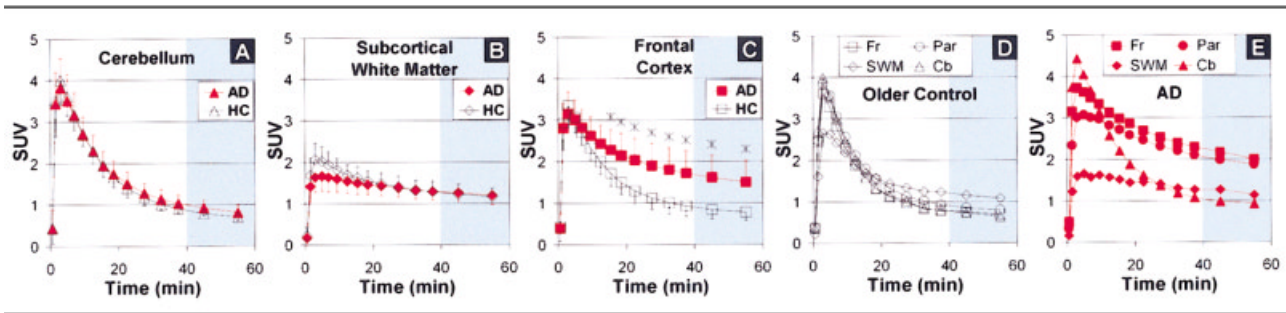 A
Cerebellum
AD
HC
SUV
5
4
3
2
1
0
0 20 40 60
Time (min)
B
Subcortical
White Matter
AD
HC
SUV
5
4
3
2
1
0
0 20 40 60
Time (min)
C
Frontal
Cortex
AD
HC
SUV
5
4
3
2
1
0
0 20 40 60
Time (min)
D
Fr Par
SWM Cb
Older Control
SUV
5
4
3
2
1
0
0 20 40 60
Time (min)
E
Fr Par
SWM Cb
AD
SUV
5
4
3
2
1
0
0 20 40 60
Time (min)